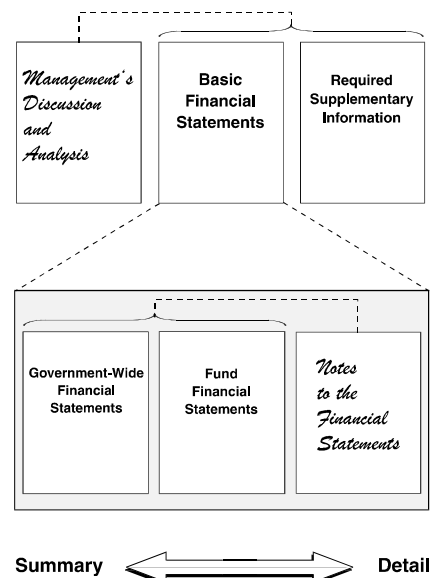 Management's
Discussion
and
Analysis
Basic
Financial
Statements
Required
Supplementary
Information
Government-Wide
Financial
Statements
Fund
Financial
Statements
Notes
to the
Financial
Statements
Summary
Detail